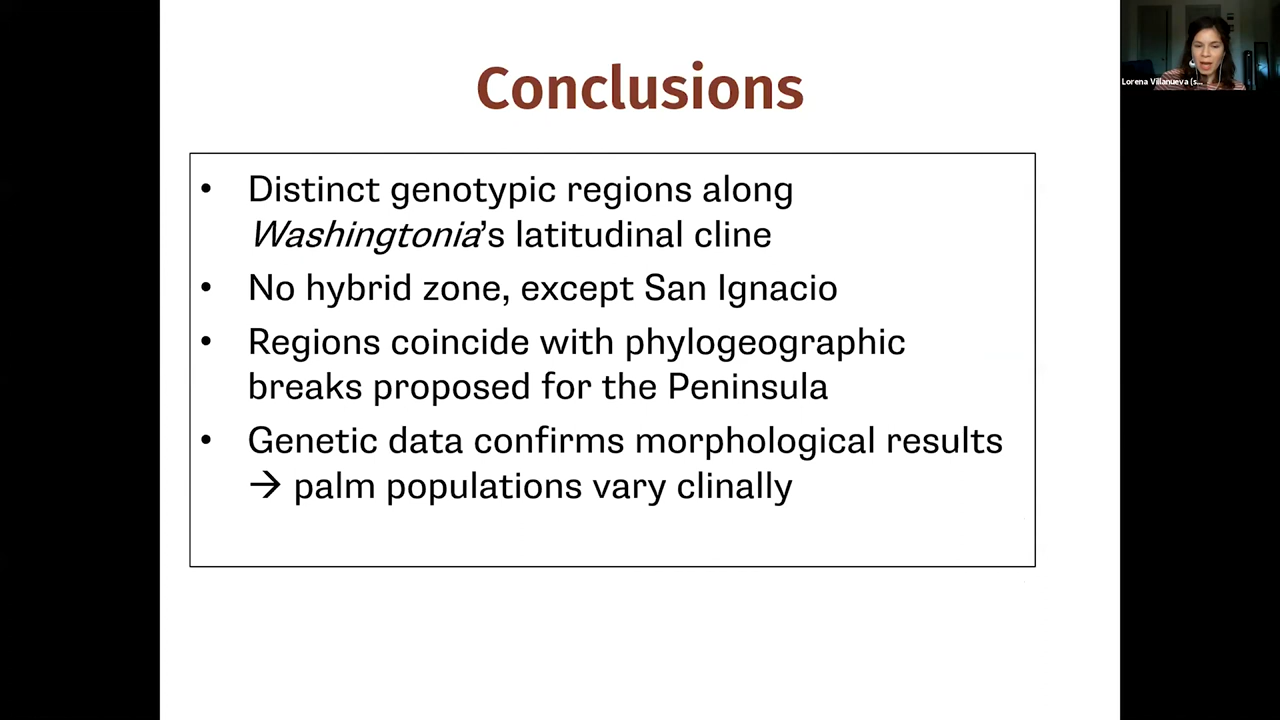 Conclusions
• Distinct genotypic regions along
Washingtonia's latitudinal cline
• No hybrid zone, except San Ignacio
• Regions coincide with phylogeographic
breaks proposed for the Peninsula
• Genetic data confirms morphological results
→ palm populations vary clinally
Lorena Villanueva (s...